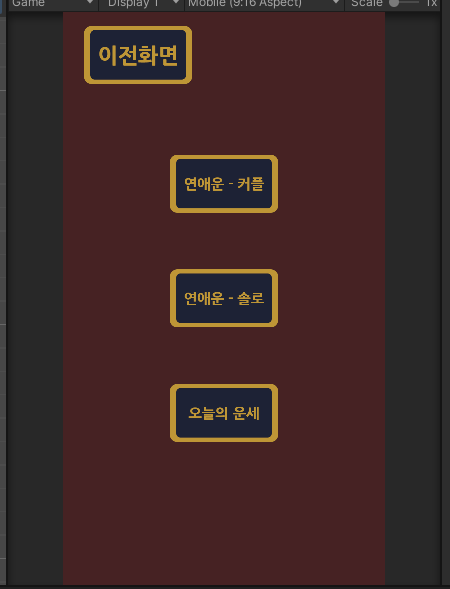 Game
Display 1
Mobile (9:16 Aspect)
Scale
1x
이전화면
연애운 - 커플
연애운 - 솔로
오늘의 운세